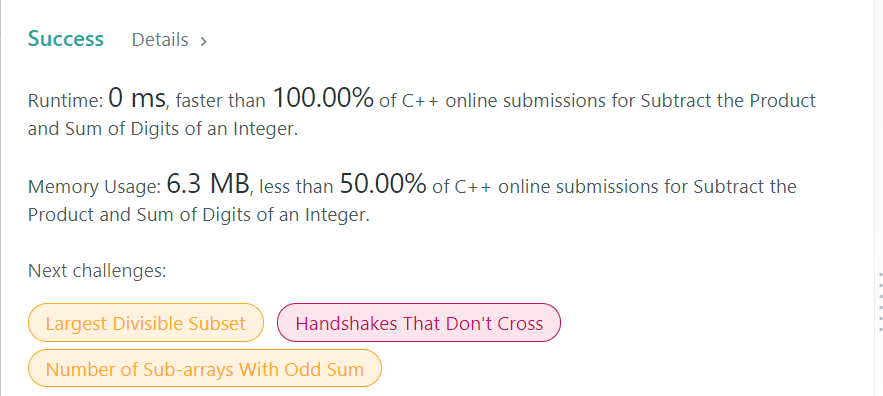 Success Details >
Runtime: 0 ms, faster than 100.00% of C++ online submissions for Subtract the Product
and Sum of Digits of an Integer.
Memory Usage: 6.3 MB, less than 50.00% of C++ online submissions for Subtract the
Product and Sum of Digits of an Integer.
Next challenges:
Largest Divisible Subset Handshakes That Don't Cross
Number of Sub-arrays With Odd Sum